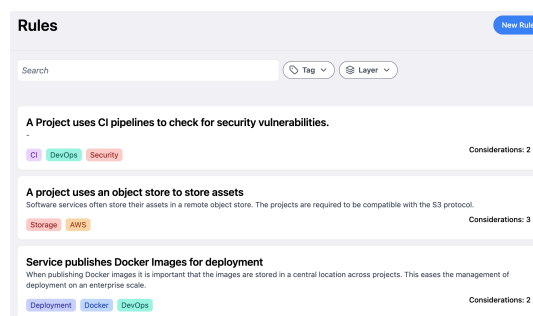 Rules
New Rule
Search
Tag
Layer
A Project uses CI pipelines to check for security vulnerabilities.
-
CI DevOps Security
Considerations: 2
A project uses an object store to store assets
Software services often store their assets in a remote object store. The projects are required to be compatible with the S3 protocol.
Considerations: 3
Storage AWS
Service publishes Docker Images for deployment
When publishing Docker images it is important that the images are stored in a central location across projects. This eases the management of
deployment on an enterprise scale.
Considerations: 2
Deployment Docker DevOps